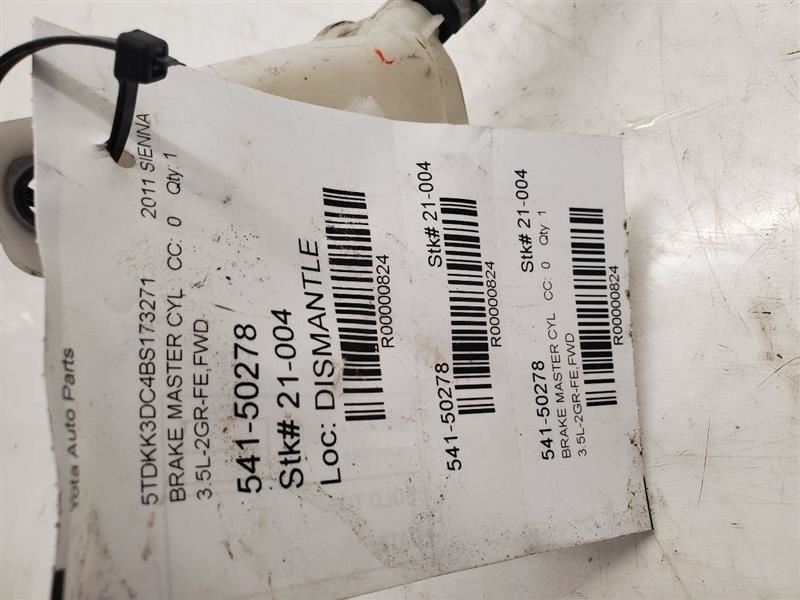 Yota Auto Parts
5TDKK3DC4BS173271 2011 SIENNA
BRAKE MASTER CYL CC: 0 Qty: 1
3.5L-2GR-FE,FWD
541-50278
Stk# 21-004
Loc: DISMANTLE
R00000824
541-50278 Stk# 21-004
R00000824
541-50278 Stk# 21-004
BRAKE MASTER CYL CC: 0 Qty: 1
3.5L-2GR-FE,FWD
R00000824